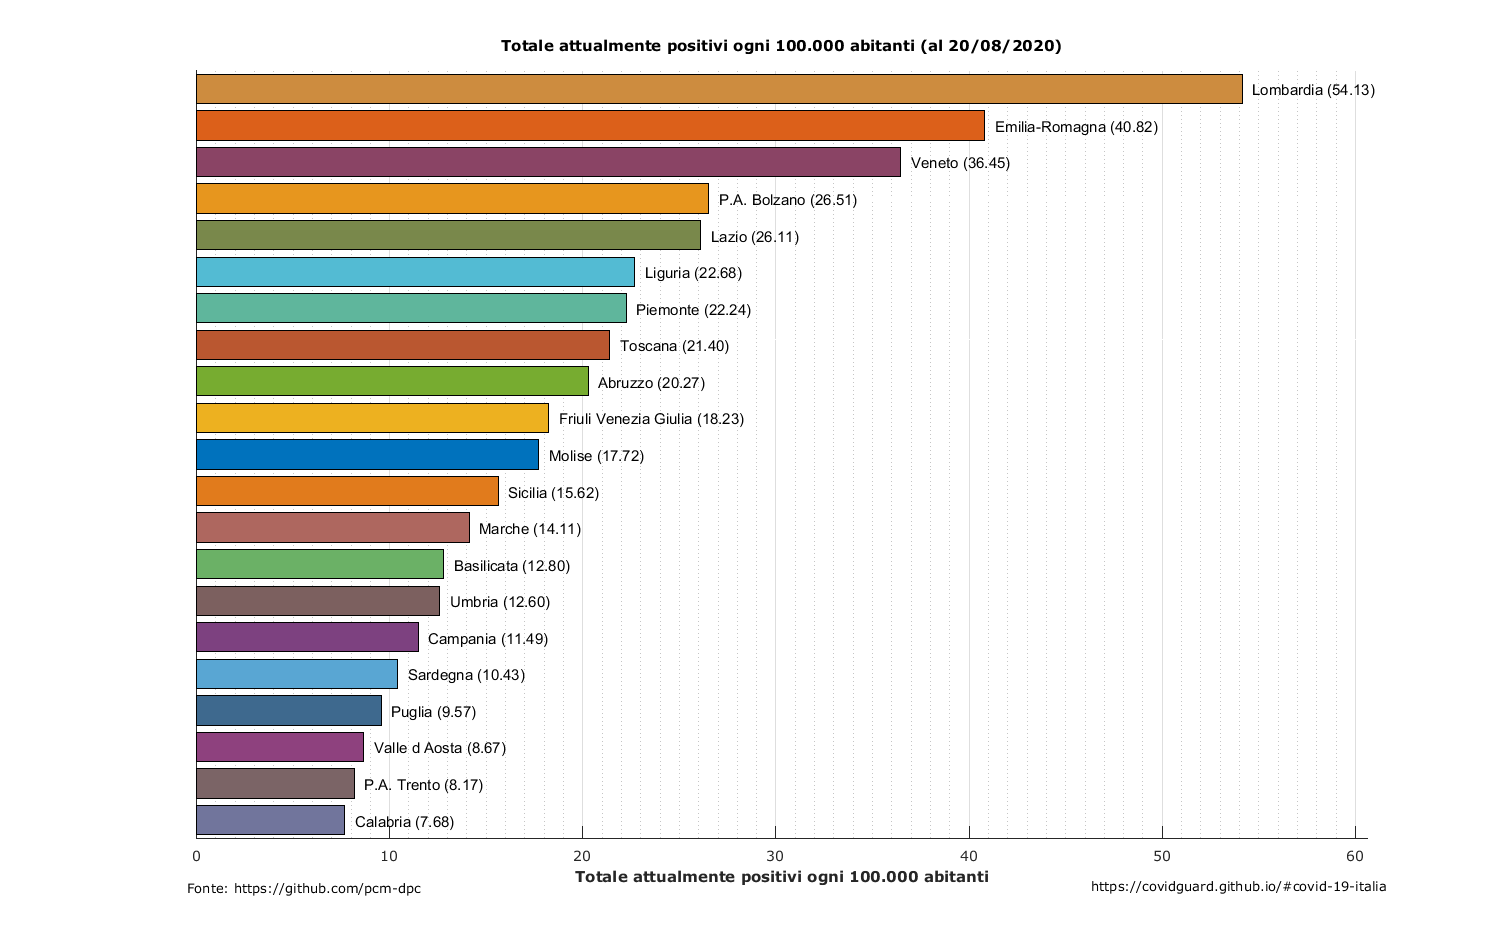 Totale attualmente positivi ogni 100.000 abitanti (al 20/08/2020)
Lombardia (54.13)
Emilia-Romagna (40.82)
Veneto (36.45)
P.A. Bolzano (26.51)
Lazio (26.11)
Liguria (22.68)
Piemonte (22.24)
Toscana (21.40)
Abruzzo (20.27)
Friuli Venezia Giulia (18.23)
Molise (17.72)
Sicilia (15.62)
Marche (14.11)
Basilicata (12.80)
Umbria (12.60)
Campania (11.49)
Sardegna (10.43)
Puglia (9.57)
Valle d Aosta (8.67)
P.A. Trento (8.17)
Calabria (7.68)
0 10 20 30 40 50 60
Totale attualmente positivi ogni 100.000 abitanti
Fonte: https://github.com/pcm-dpc
https://covidguard.github.io/#covid-19-italia